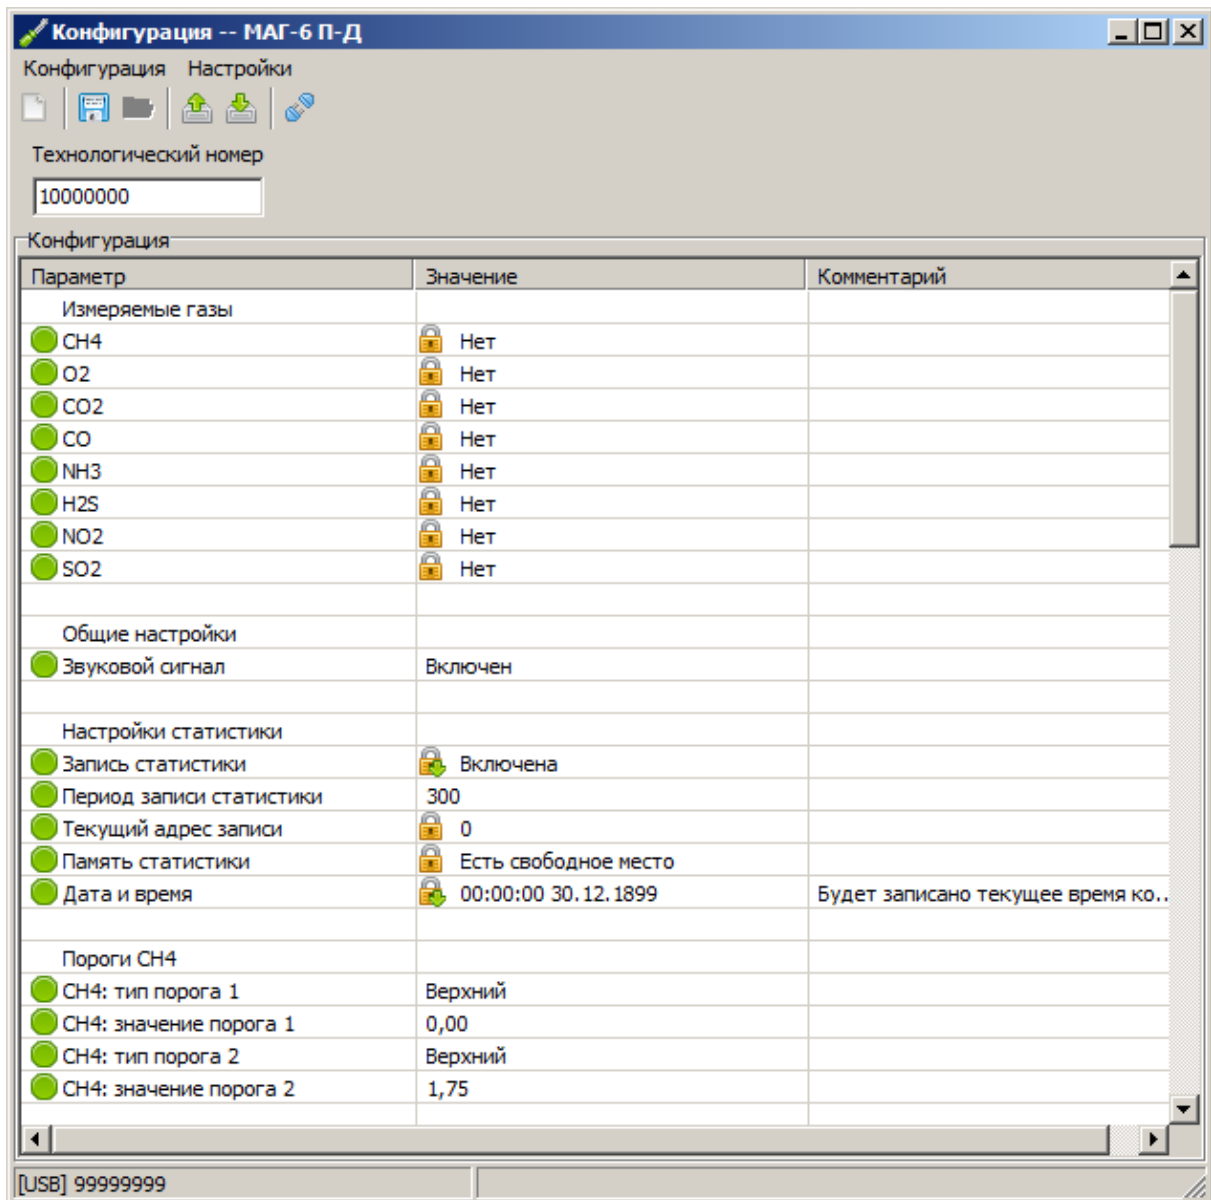 Конфигурация -- МАГ-6 П-Д
Конфигурация Настройки
Технологический номер
10000000
Конфигурация
Параметр Значение Комментарий
Измеряемые газы
CH4 Нет
O2 Нет
CO2 Нет
CO Нет
NH3 Нет
H2S Нет
NO2 Нет
SO2 Нет
Общие настройки
Звуковой сигнал Включен
Настройки статистики
Запись статистики Включена
Период записи статистики 300
Текущий адрес записи 0
Память статистики Есть свободное место
Дата и время 00:00:00 30.12.1899 Будет записано текущее время ко..
Пороги CH4
CH4: тип порога 1 Верхний
CH4: значение порога 1 0,00
CH4: тип порога 2 Верхний
CH4: значение порога 2 1,75
[USB] 99999999